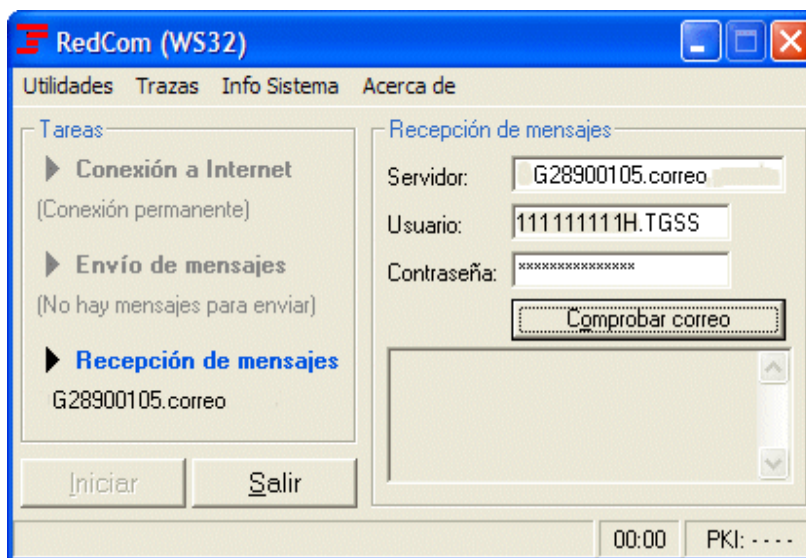 RedCom (WS32)
Utilidades Trazas Info Sistema Acerca de
Tareas
Conexión a Internet
(Conexión permanente)
Envío de mensajes
(No hay mensajes para enviar)
Recepción de mensajes
G28900105.correo
Iniciar
Salir
Recepción de mensajes
Servidor: G28900105.correo
Usuario: 111111111H.TGSS
Contraseña: ***************
Comprobar correo
00:00 PKI: - - - -